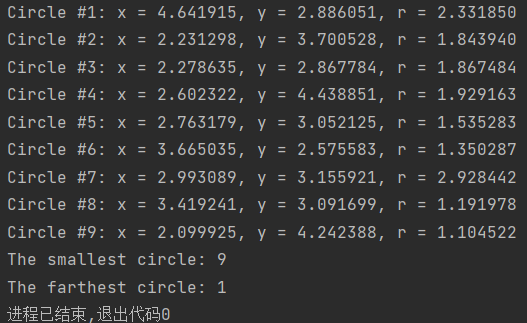 Circle #1: x = 4.641915, y = 2.886051, r = 2.331850
Circle #2: x = 2.231298, y = 3.700528, r = 1.843940
Circle #3: x = 2.278635, y = 2.867784, r = 1.867484
Circle #4: x = 2.602322, y = 4.438851, r = 1.929163
Circle #5: x = 2.763179, y = 3.052125, r = 1.535283
Circle #6: x = 3.665035, y = 2.575583, r = 1.350287
Circle #7: x = 2.993089, y = 3.155921, r = 2.928442
Circle #8: x = 3.419241, y = 3.091699, r = 1.191978
Circle #9: x = 2.099925, y = 4.242388, r = 1.104522
The smallest circle: 9
The farthest circle: 1
进程已结束,退出代码0